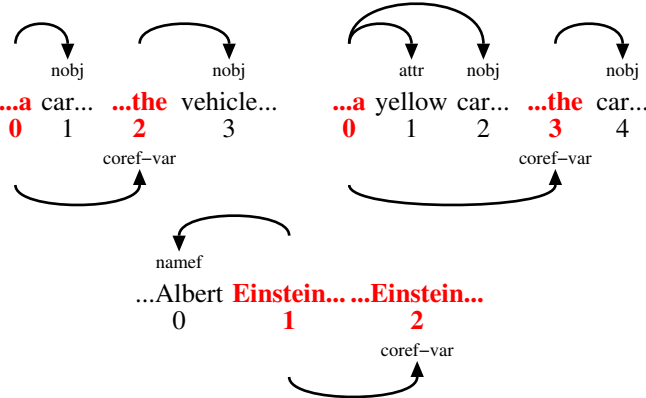 nobj nobj attr nobj nobj
...a car... ...the vehicle... ...a yellow car... ...the car...
0 1 2 3 0 1 2 3 4
coref−var coref−var
namef
...Albert Einstein... ...Einstein...
0 1 2
coref−var